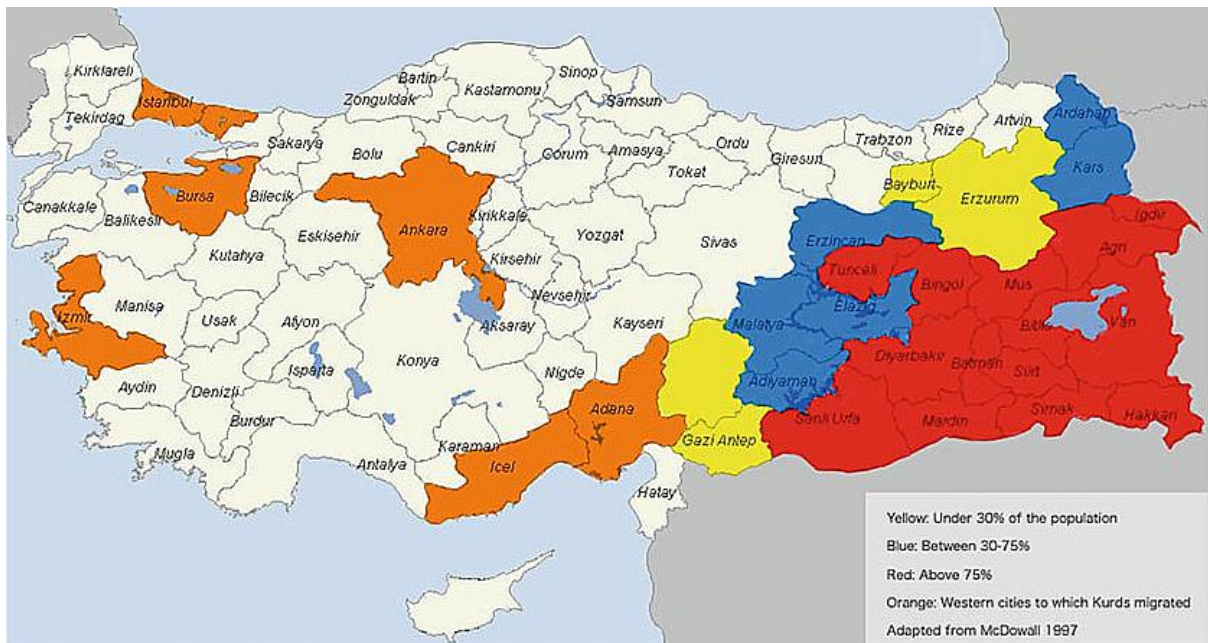 Kirklareli
Tekirdag
Istanbul
Canakkale
Balikesir
Bursa
Bilecik
Sakarya
Bolu
Zonguldak
Bartin
Kastamonu
Sinop
Samsun
Cankiri
Corum
Amasya
Ordu
Giresun
Trabzon
Rize
Artvin
Ardahan
Kars
Tokat
Bayburt
Erzurum
Igdir
Agri
Eskisehir
Ankara
Kirikkale
Yozgat
Sivas
Erzincan
Kutahya
Kirsehir
Tunceli
Bingol
Mus
Izmir
Manisa
Usak
Afyon
Nevsehir
Aksaray
Kayseri
Malatya
Elazig
Bitlis
Van
Aydin
Denizli
Isparta
Konya
Nigde
Adiyaman
Diyarbakir
Batman
Siirt
Burdur
Mugla
Antalya
Karaman
Icel
Adana
Gazi Antep
Sanli Urfa
Mardin
Sirnak
Hakkari
Hatay
Yellow: Under 30% of the population
Blue: Between 30-75%
Red: Above 75%
Orange: Western cities to which Kurds migrated
Adapted from McDowall 1997